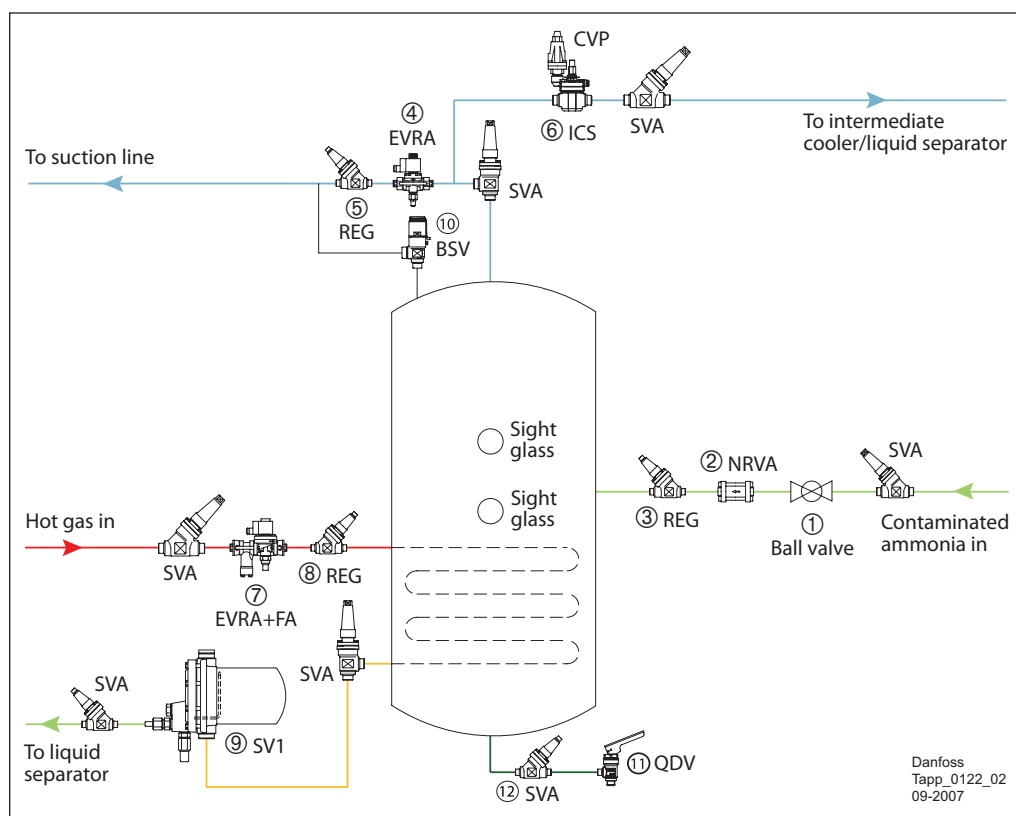 CVP
⑥ ICS
SVA
To intermediate
cooler/liquid separator
④
EVRA
To suction line
SVA
⑤
REG
⑩
BSV
Sight
glass
Sight
glass
SVA
② NRVA
③ REG
①
Ball valve
Contaminated
ammonia in
Hot gas in
SVA
⑦
EVRA+FA
⑧ REG
SVA
SVA
⑨ SV1
To liquid
separator
⑪ QDV
⑫ SVA
Danfoss
Tapp_0122_02
09-2007